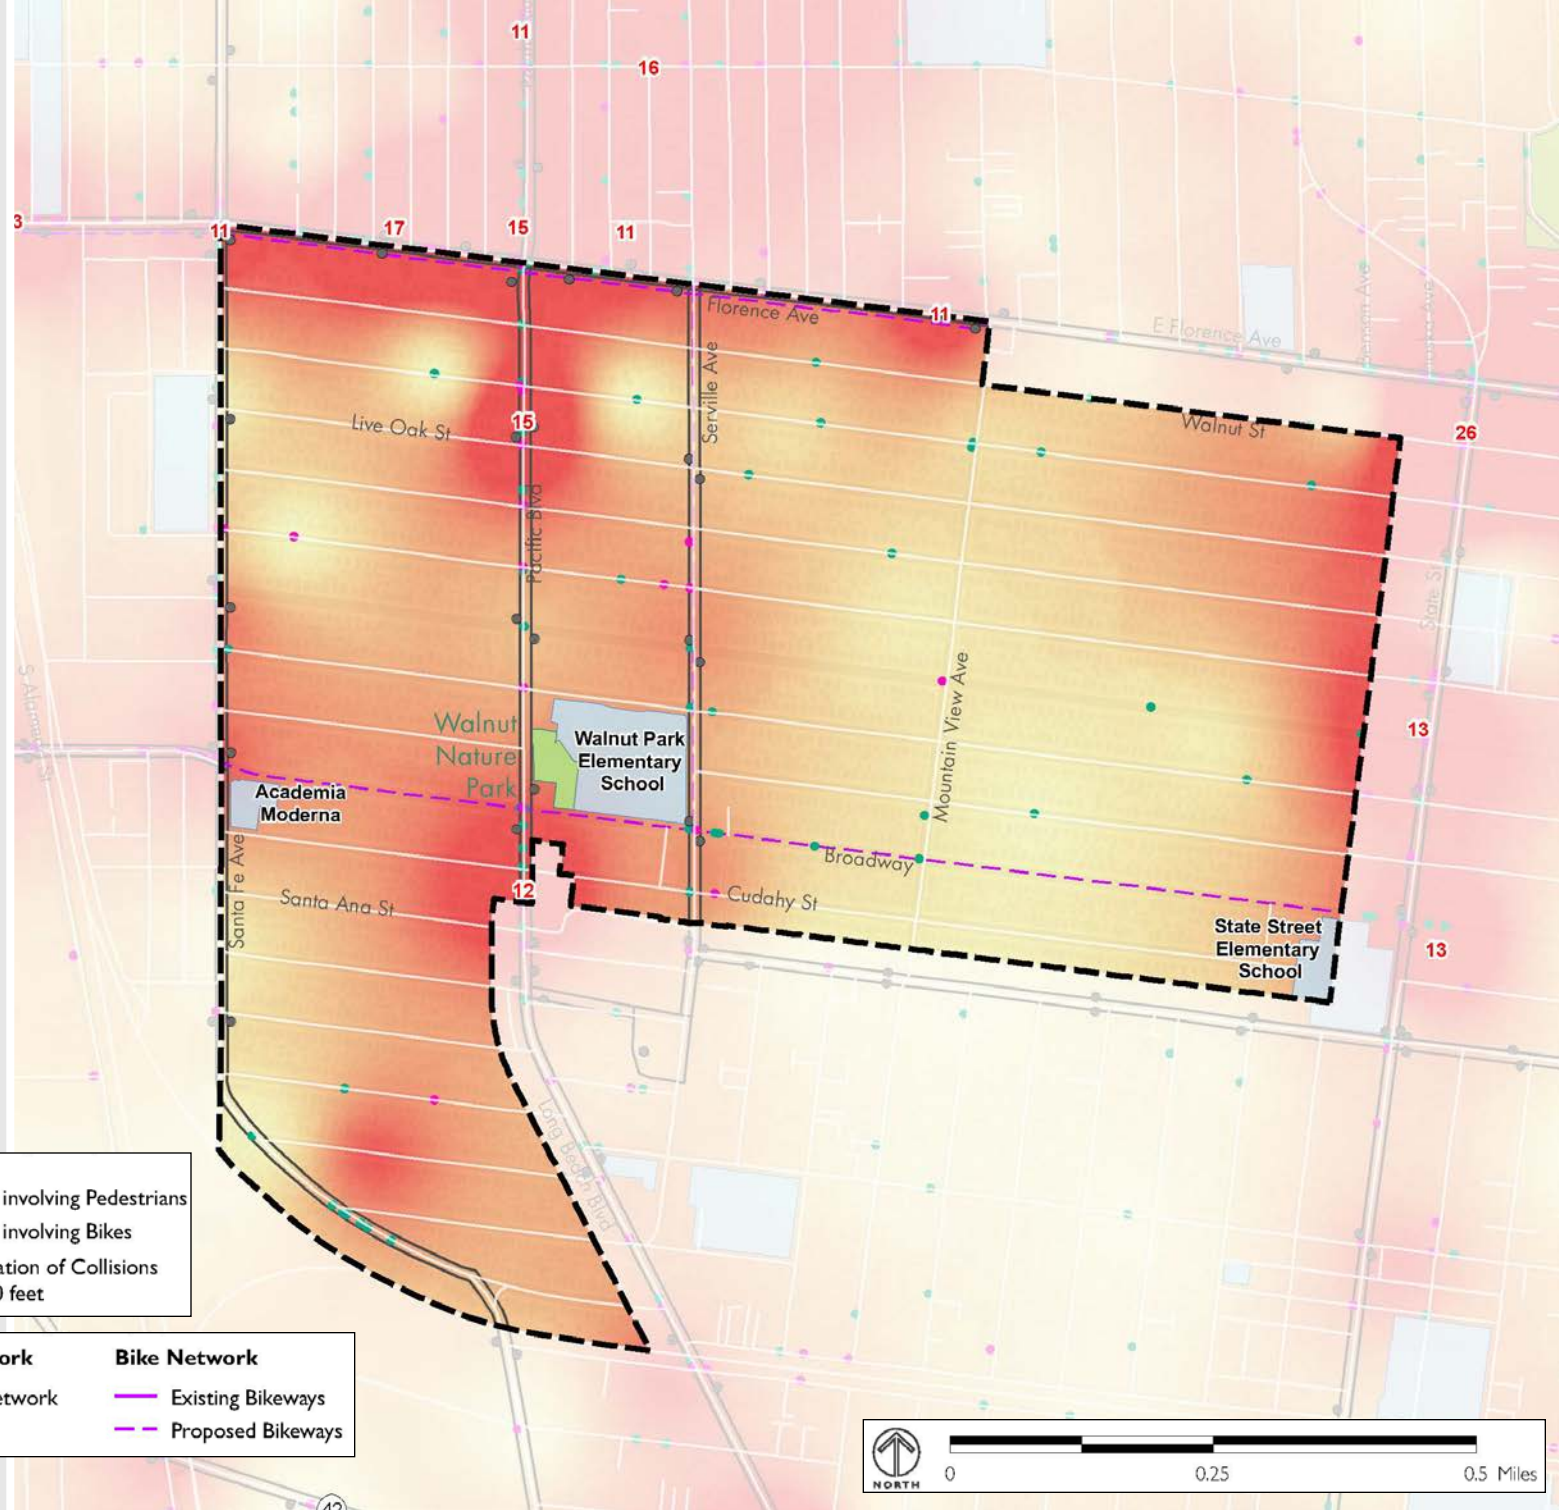 11
16
3
11
17
15
11
Florence Ave
11
E Florence Ave
Serville Ave
Live Oak St
15
Walnut St
26
Pacific Blvd
State St
S Alameda St
Walnut
Nature
Park
Walnut Park
Elementary
School
Mountain View Ave
13
Academia
Moderna
Broadway
Santa Fe Ave
Santa Ana St
12
Cudahy St
State Street
Elementary
School
13
Long Beach Blvd
involving Pedestrians
involving Bikes
ation of Collisions
0 feet
ork
etwork
Bike Network
Existing Bikeways
Proposed Bikeways
42
NORTH
0
0.25
0.5 Miles